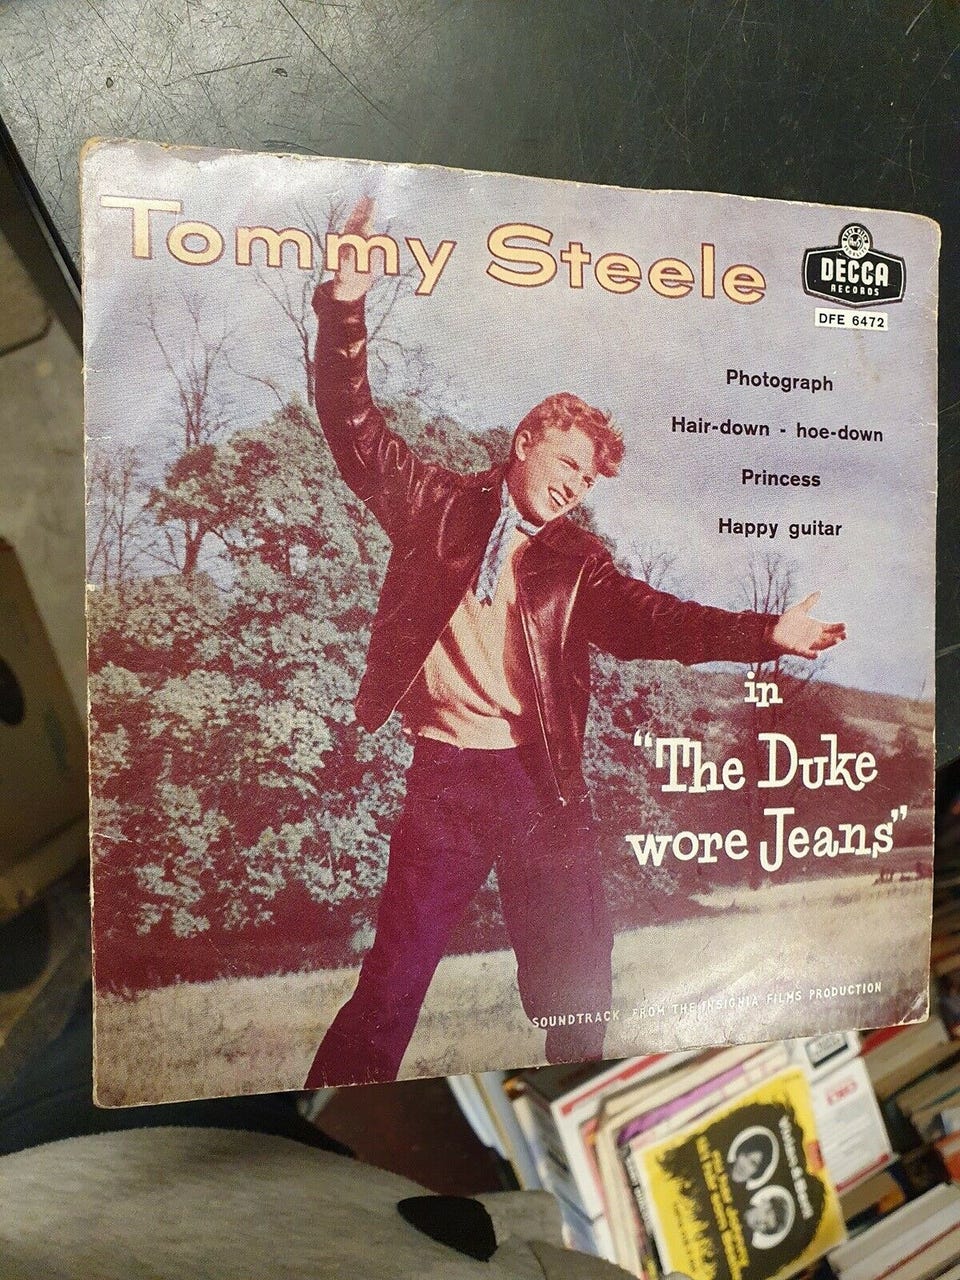 Tommy Steele
DECCA
RECORDS
DFE 6472
Photograph
Hair-down - hoe-down
Princess
Happy guitar
in
"The Duke
wore Jeans"
SOUNDTRACK FROM THE INSIGNIA FILMS PRODUCTION